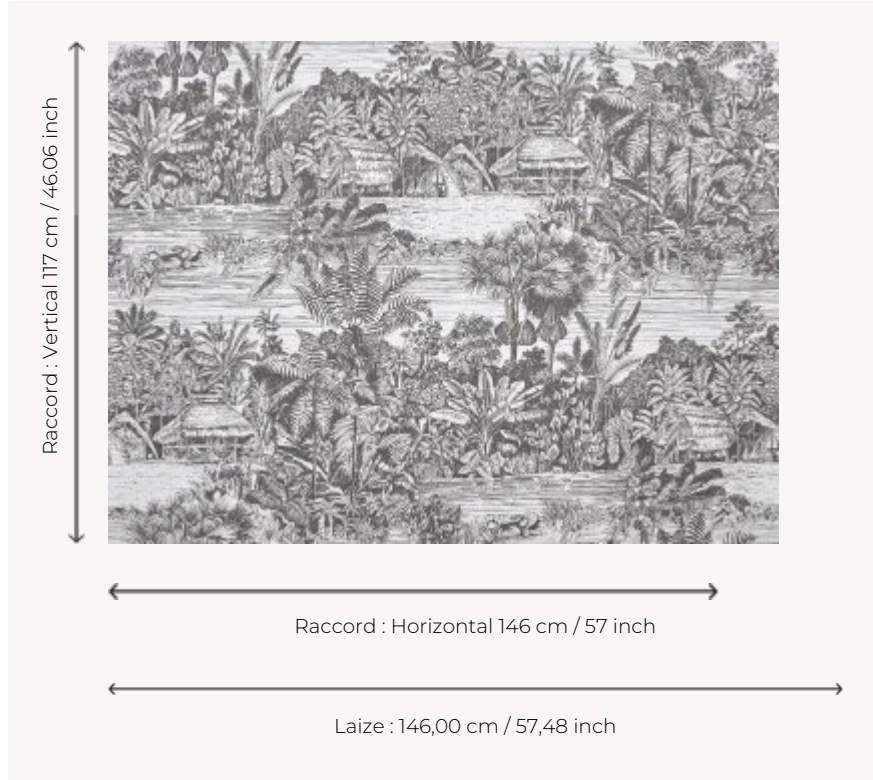 Raccord : Vertical 117 cm / 46.06 inch
Raccord : Horizontal 146 cm / 57 inch
Laize : 146,00 cm / 57,48 inch